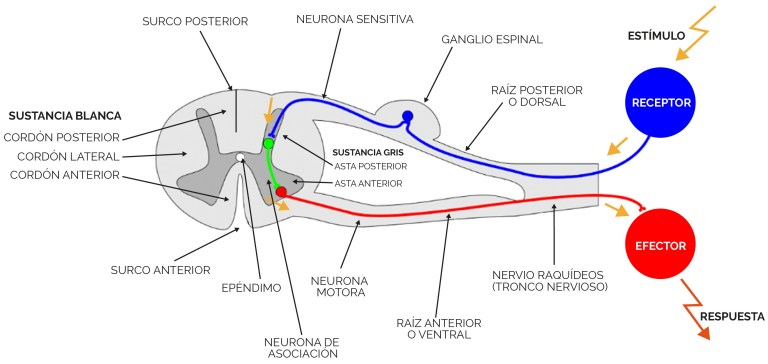 SURCO POSTERIOR
NEURONA SENSITIVA
GANGLIO ESPINAL
ESTÍMULO
RAÍZ POSTERIOR
O DORSAL
RECEPTOR
SUSTANCIA BLANCA
CORDÓN POSTERIOR
CORDÓN LATERAL
CORDÓN ANTERIOR
SUSTANCIA GRIS
ASTA POSTERIOR
ASTA ANTERIOR
EFECTOR
SURCO ANTERIOR
EPÉNDIMO
NEURONA
MOTORA
NERVIO RAQUÍDEOS
(TRONCO NERVIOSO)
RESPUESTA
RAÍZ ANTERIOR
O VENTRAL
NEURONA DE
ASOCIACIÓN